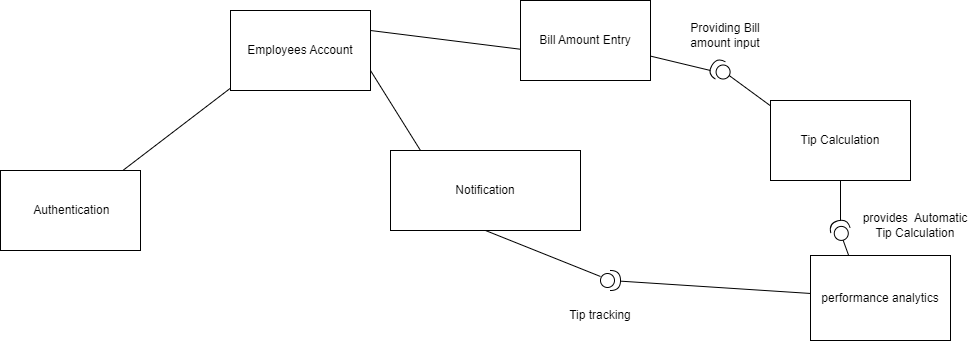 Employees Account
Bill Amount Entry
Providing Bill
amount input
Tip Calculation
Authentication
Notification
provides  Automatic
Tip Calculation
performance analytics
Tip tracking